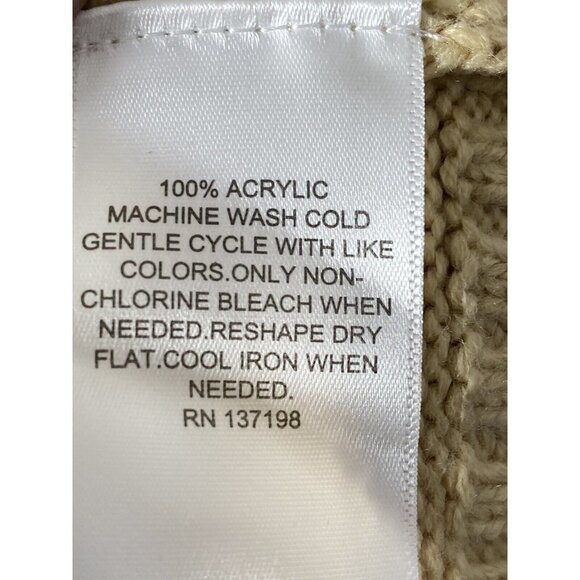 100% ACRYLIC
MACHINE WASH COLD
GENTLE CYCLE WITH LIKE
COLORS.ONLY NON-
CHLORINE BLEACH WHEN
NEEDED.RESHAPE DRY
FLAT.COOL IRON WHEN
NEEDED.
RN 137198